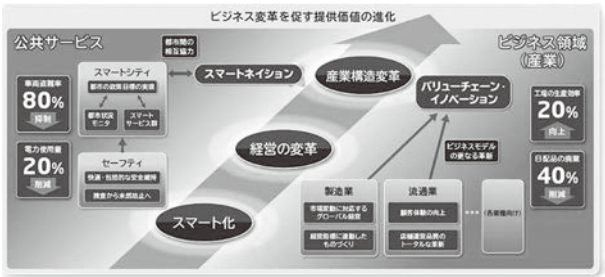 ビジネス変革を促す提供価値の進化
公共サービス
都市間の
相互協力
ビジネス領域
(産業)
車両盗難率
80%
抑制
スマートシティ
都市の政策目標の実現
都市状況
モニタ
スマート
サービス群
スマートネイション
産業構造変革
バリューチェーン・
イノベーション
工場の生産効率
20%
向上
電力使用量
20%
削減
セーフティ
快適・包括的な安全維持
捜査から未然防止へ
経営の変革
ビジネスモデル
の更なる革新
日配品の廃棄
40%
削減
スマート化
製造業
市場変動に対応する
グローバル経営
経営指標に連動した
ものづくり
流通業
顧客体験の向上
店舗運営品質の
トータルな革新
…
(各業種向け)